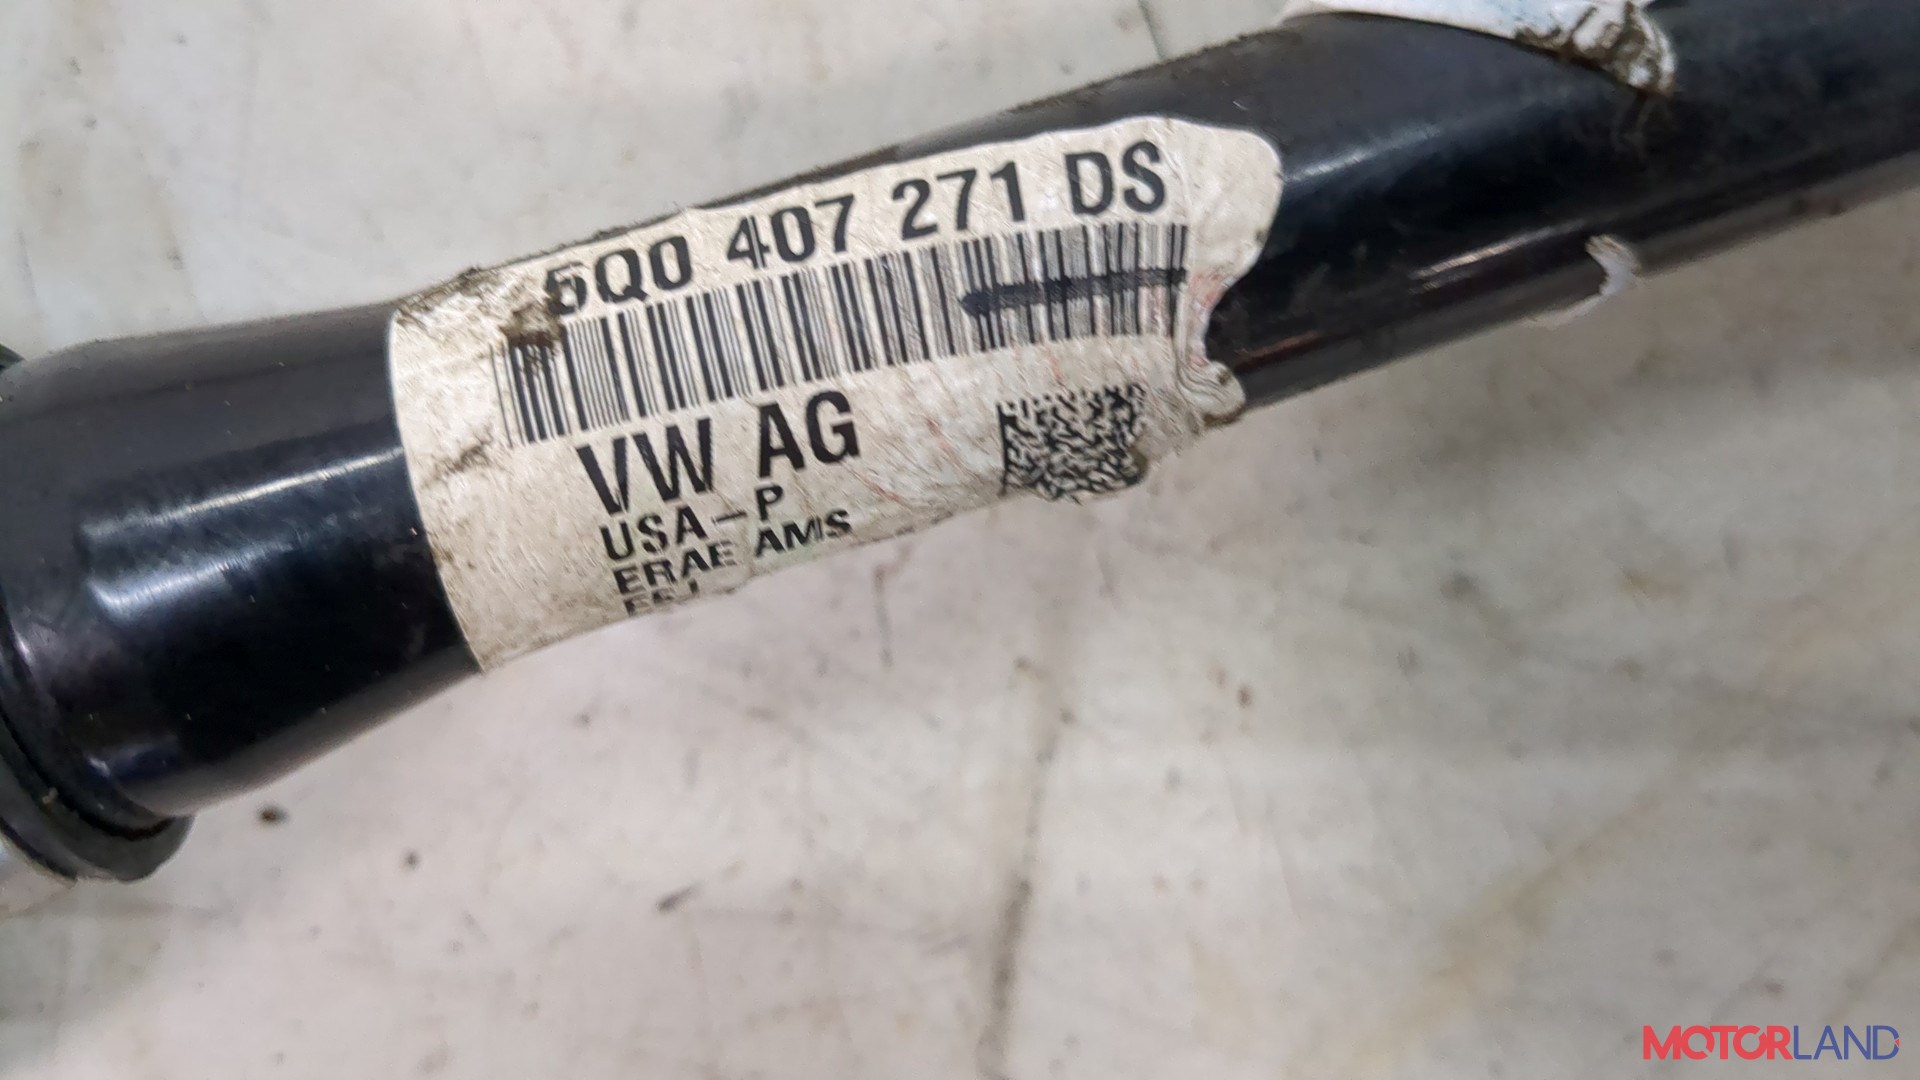 5Q0 407 271 DS
VW AG
USA-P
ERAE AMS
MOTORLAND